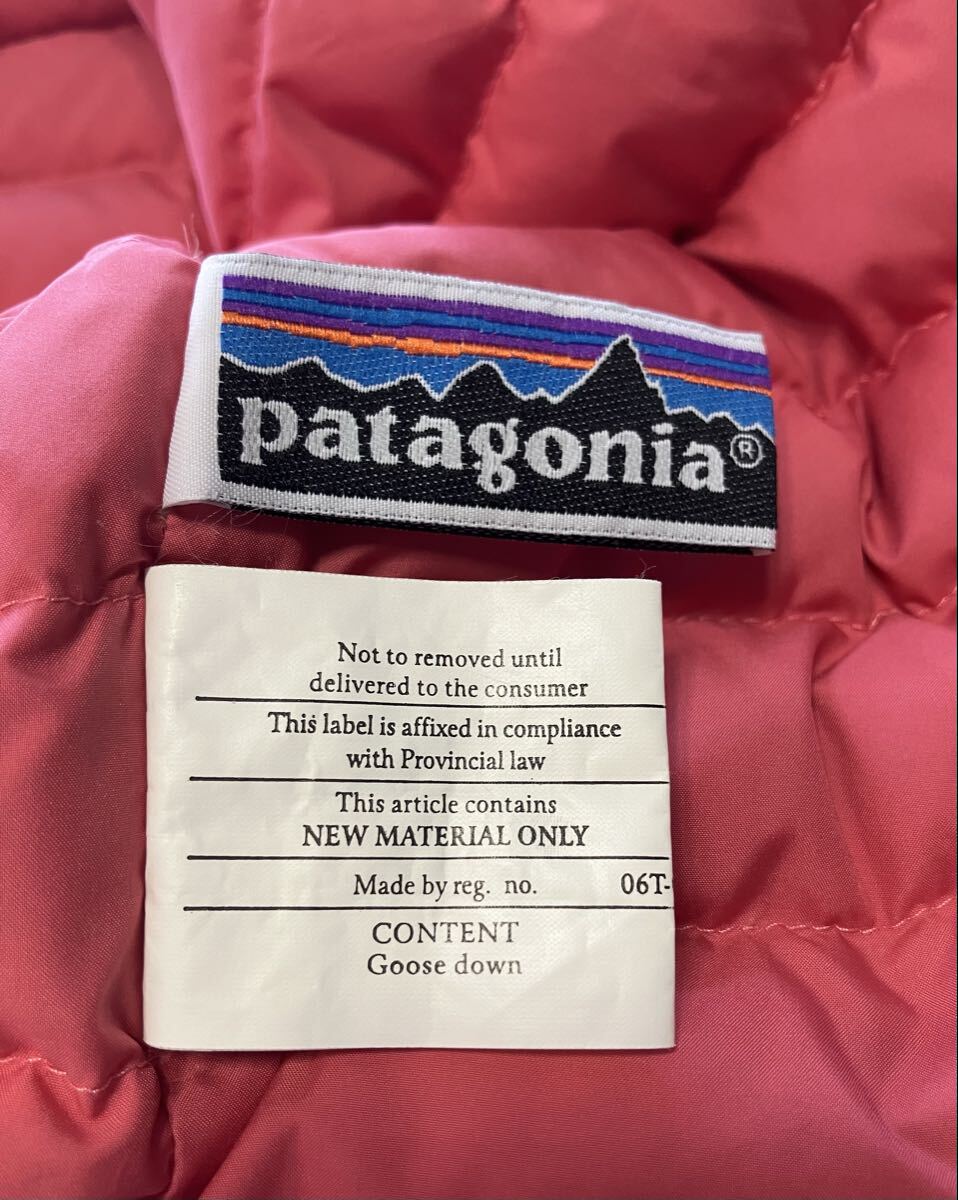 patagonia®
Not to removed until
delivered to the consumer
This label is affixed in compliance
with Provincial law
This article contains
NEW MATERIAL ONLY
Made by reg. no. 06T-
CONTENT
Goose down